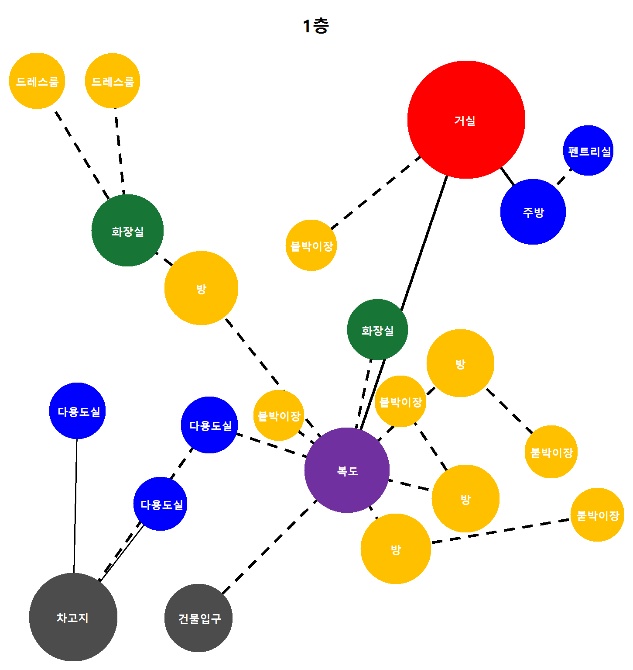 1층
드레스룸
드레스룸
거실
펜트리실
주방
화장실
붙박이장
방
화장실
방
붙박이장
다용도실
붙박이장
다용도실
붙박이장
복도
방
다용도실
붙박이장
방
차고지
건물입구